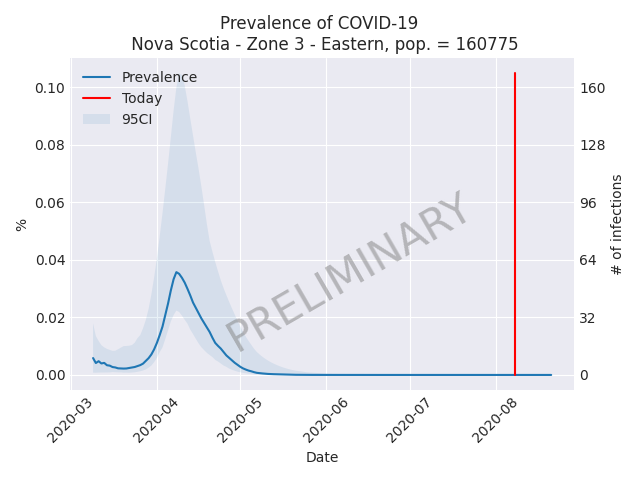 Prevalence of COVID-19
Nova Scotia - Zone 3 - Eastern, pop. = 160775
Prevalence
Today
95CI
PRELIMINARY
0.10
0.08
0.06
0.04
0.02
0.00
%
160
128
96
64
32
0
# of infections
2020-03
2020-04
2020-05
2020-06
2020-07
2020-08
Date